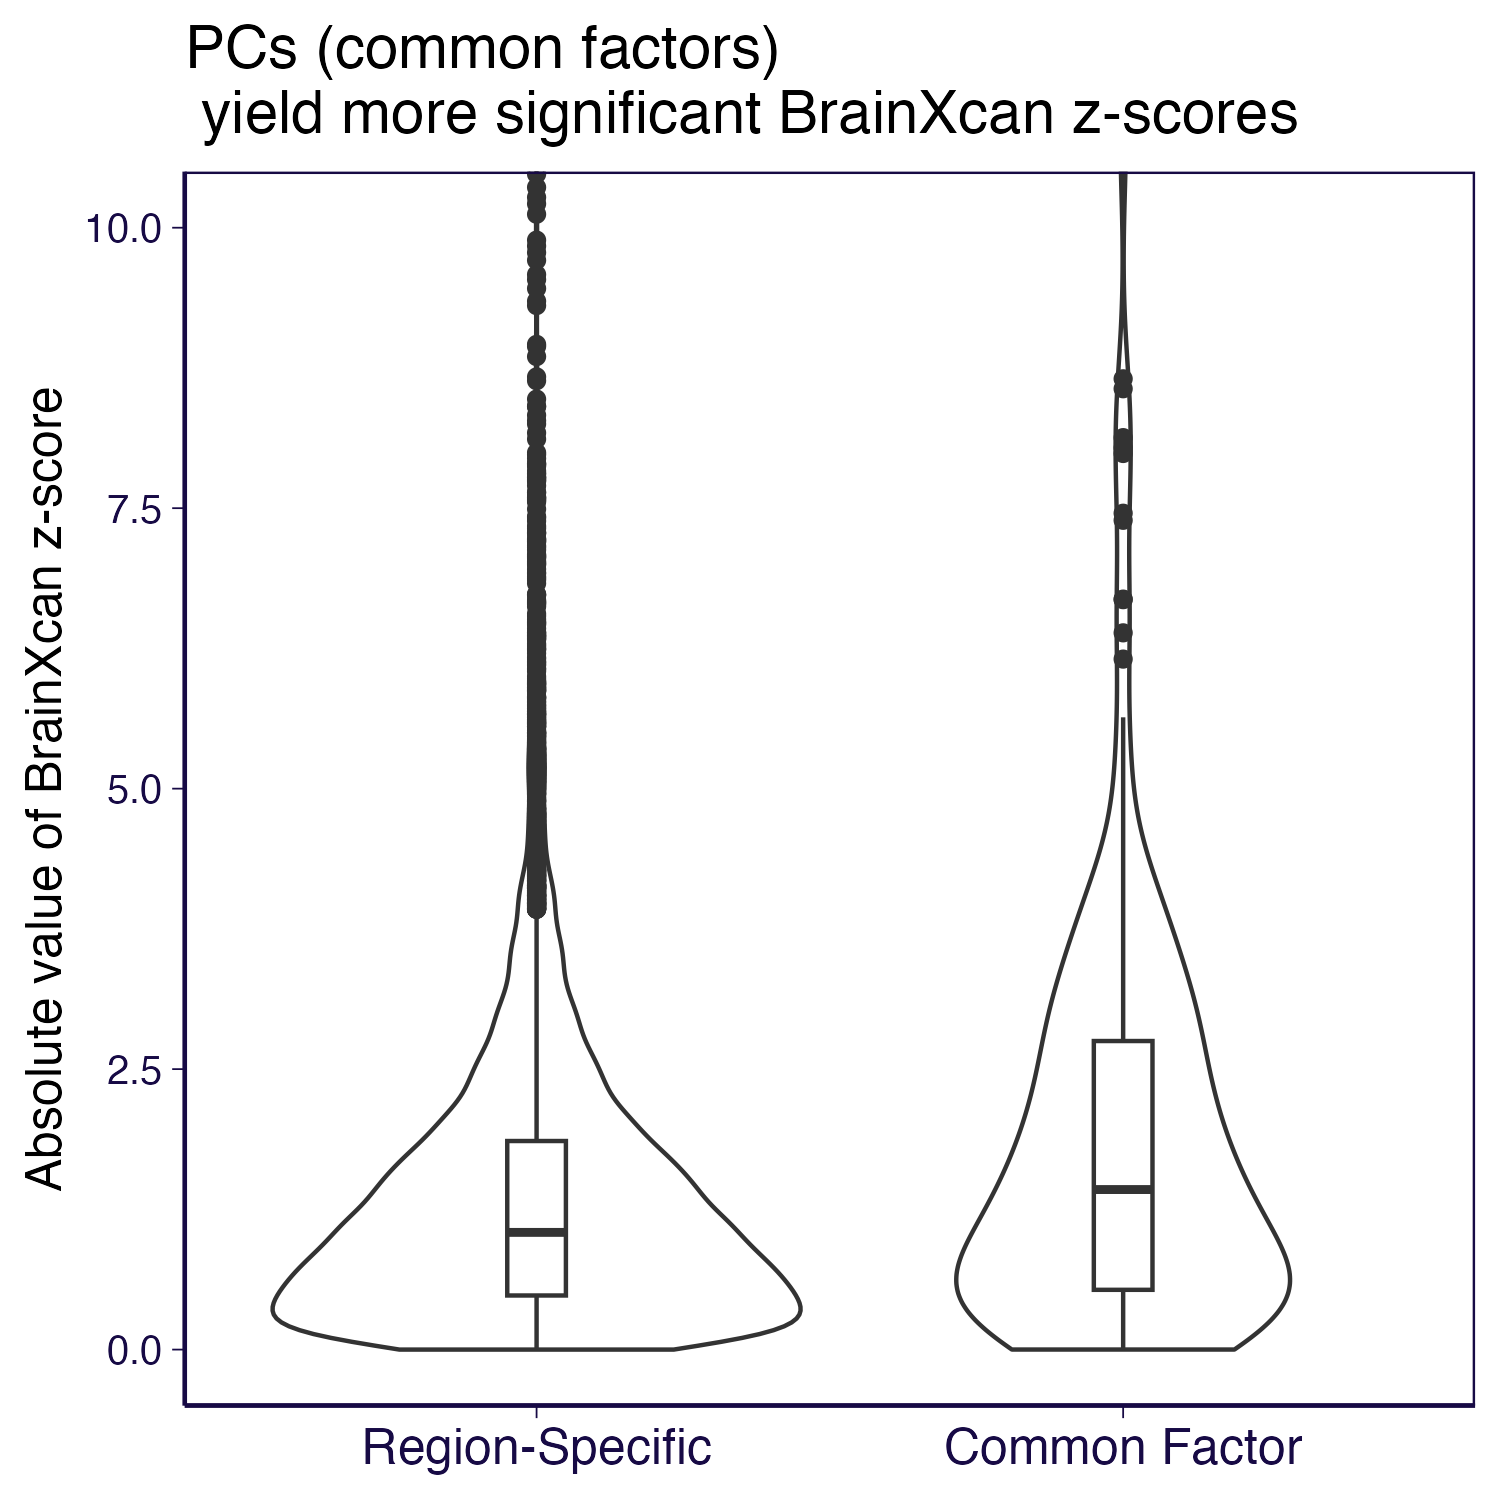 PCs (common factors)
yield more significant BrainXcan z-scores
Absolute value of BrainXcan z-score
10.0
7.5
5.0
2.5
0.0
Region-Specific
Common Factor